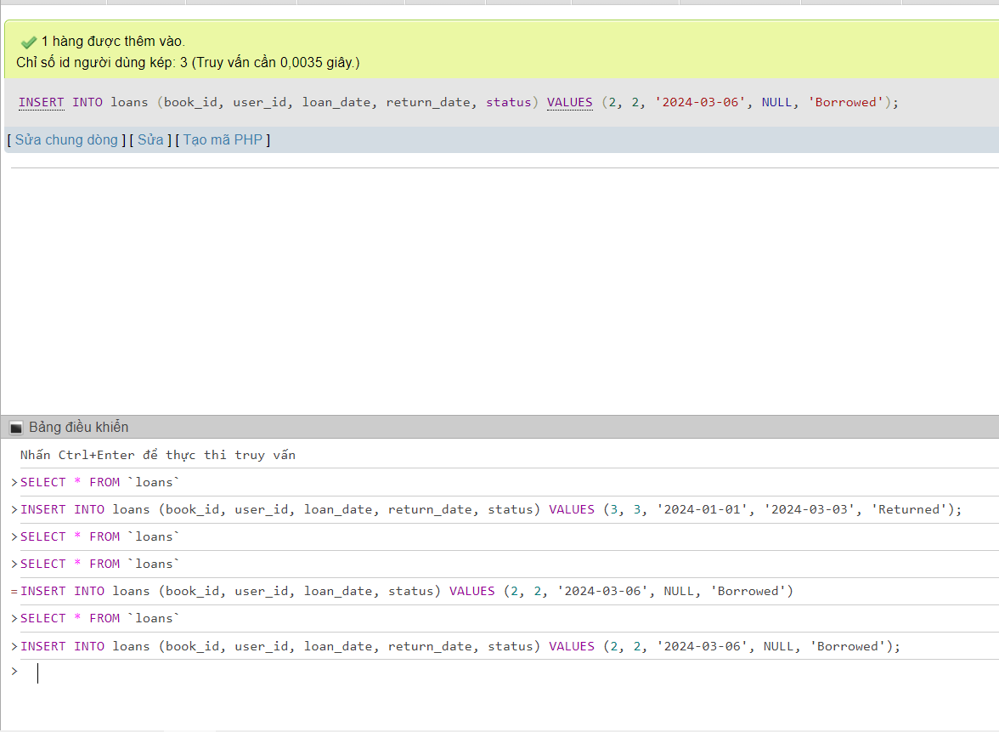 1 hàng được thêm vào.
Chỉ số id người dùng kép: 3 (Truy vấn cần 0,0035 giây.)
INSERT INTO loans (book_id, user_id, loan_date, return_date, status) VALUES (2, 2, '2024-03-06', NULL, 'Borrowed');
[ Sửa chung dòng ] [ Sửa ] [ Tạo mã PHP ]
Bảng điều khiển
Nhấn Ctrl+Enter để thực thi truy vấn
>SELECT * FROM `loans`
>INSERT INTO loans (book_id, user_id, loan_date, return_date, status) VALUES (3, 3, '2024-01-01', '2024-03-03', 'Returned');
>SELECT * FROM `loans`
>SELECT * FROM `loans`
=INSERT INTO loans (book_id, user_id, loan_date, status) VALUES (2, 2, '2024-03-06', NULL, 'Borrowed')
>SELECT * FROM `loans`
>INSERT INTO loans (book_id, user_id, loan_date, return_date, status) VALUES (2, 2, '2024-03-06', NULL, 'Borrowed');
>